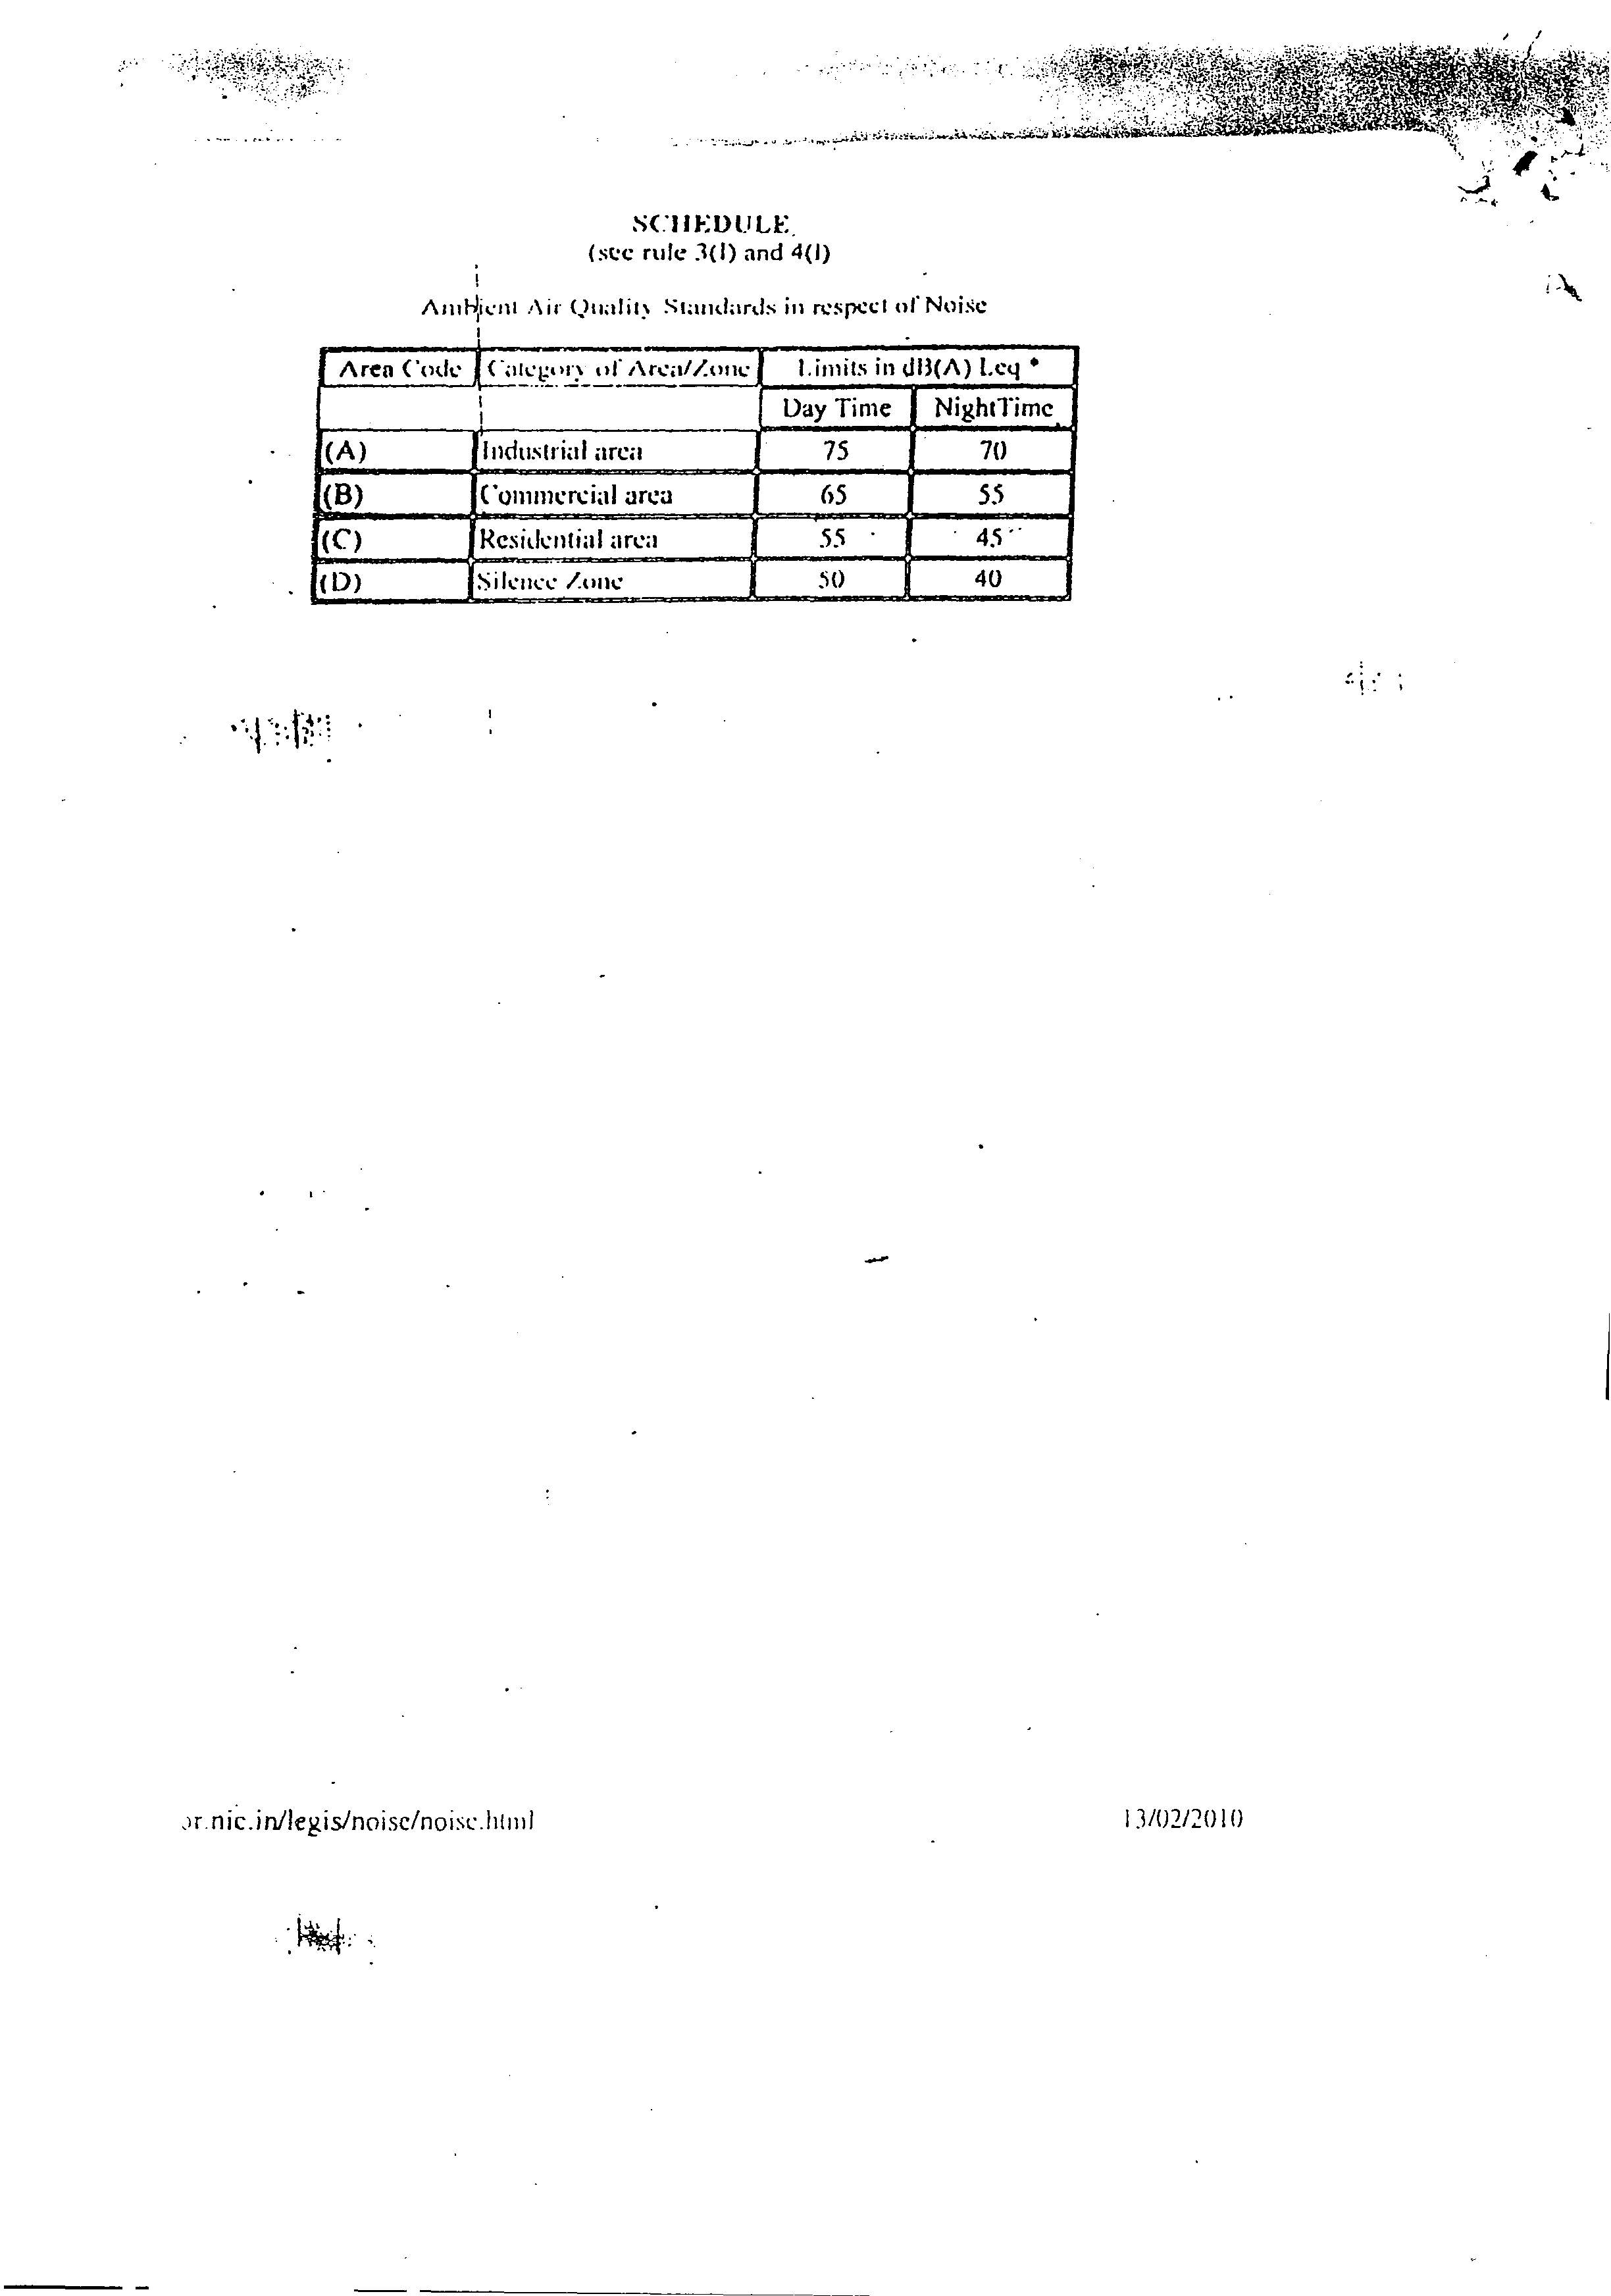 SCHEDULE
(see rule 3(1) and 4(1)
Ambient Air Quality Standards in respect of Noise
Area Code Category of Area/Zone Limits in dB(A) Leq *
Day Time NightTime
(A) Industrial area 75 70
(B) Commercial area 65 55
(C) Residential area 55 45
(D) Silence Zone 50 40
or.nic.in/legis/noise/noise.html 13/02/2010